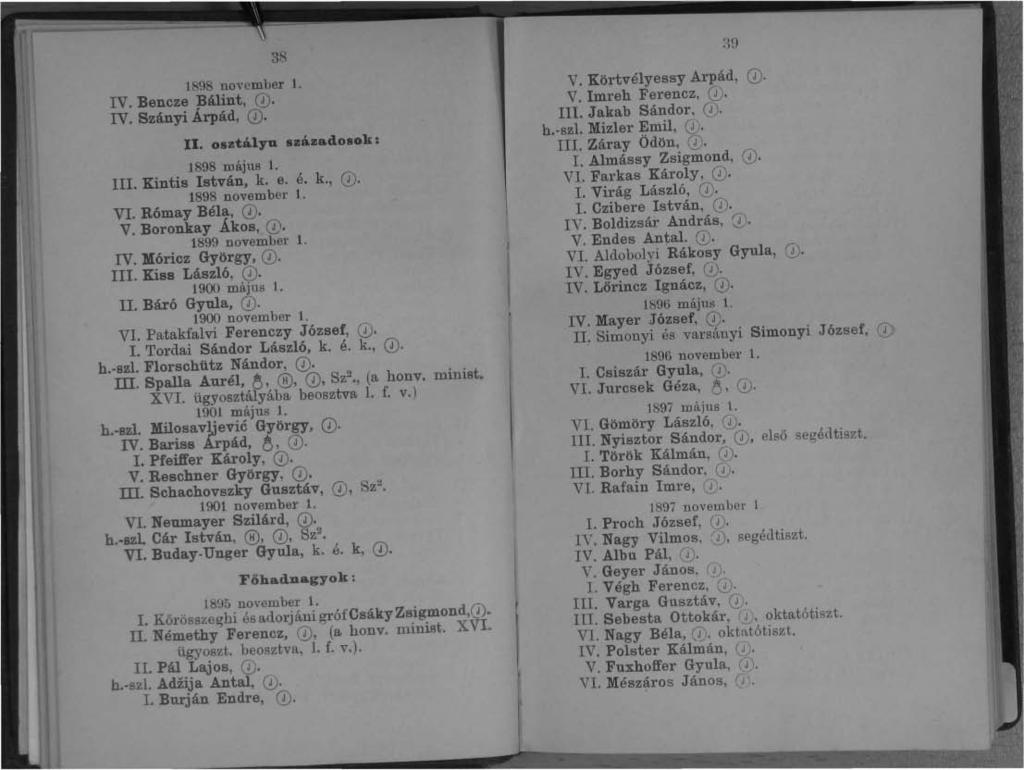 38
1898 november 1.
IV. Bencze Bálint, Ⓙ.
IV. Szányi Árpád, Ⓙ.
II. osztályu századosok:
1898 május 1.
III. Kintis István, k. e. é. k., Ⓙ.
1898 november 1.
VI. Rómay Béla, Ⓙ.
V. Boronkay Ákos, Ⓙ.
1899 november 1.
IV. Móricz György, Ⓙ.
III. Kiss László, Ⓙ.
1900 május 1.
II. Báró Gyula, Ⓙ.
1900 november 1.
VI. Patakfalvi Ferenczy József, Ⓙ.
I. Tordai Sándor László, k. é. k., Ⓙ.
h.-szl. Florschütz Nándor, Ⓙ.
III. Spalla Aurél, Ⓗ, Ⓙ, Sz²., (a honv. minist.
XVI. ügyosztályába beosztva l. f. v.)
1901 május 1.
h.-szl. Milosavljević György, Ⓙ.
IV. Bariss Árpád, Ⓙ.
I. Pfeiffer Károly, Ⓙ.
V. Reschner György, Ⓙ.
III. Schachovszky Gusztáv, Ⓙ, Sz².
1901 november 1.
VI. Neumayer Szilárd, Ⓙ.
h.-szl. Cár István, Ⓗ, Ⓙ, Sz².
VI. Buday-Unger Gyula, k. é. k, Ⓙ.
Főhadnagyok:
1895 november 1.
I. Kőrösszeghi és adorjáni gróf Csáky Zsigmond, Ⓙ.
II. Némethy Ferencz, Ⓙ, (a honv. minist. XVI.
ügyoszt. beosztva, l. f. v.).
II. Pál Lajos, Ⓙ.
h.-szl. Adžija Antal, Ⓙ.
I. Burján Endre, Ⓙ.
39
V. Körtvélyessy Arpád, Ⓙ.
V. Imreh Ferencz, Ⓙ.
III. Jakab Sándor, Ⓙ.
h.-szl. Mizler Emil, Ⓙ.
III. Záray Ödön, Ⓙ.
I. Almássy Zsigmond, Ⓙ.
VI. Farkas Károly, Ⓙ.
I. Virág László, Ⓙ.
I. Czibere István, Ⓙ.
IV. Boldizsár András, Ⓙ.
V. Endes Antal. Ⓙ.
VI. Aldobolyi Rákosy Gyula, Ⓙ.
IV. Egyed József, Ⓙ.
IV. Lőrincz Ignácz, Ⓙ.
1896 május 1.
IV. Mayer József, Ⓙ.
II. Simonyi és varsányi Simonyi József, Ⓙ
1896 november 1.
I. Csiszár Gyula, Ⓙ.
VI. Jurcsek Géza, Ⓙ.
1897 május 1.
VI. Gömöry László, Ⓙ.
III. Nyisztor Sándor, Ⓙ, első segédtiszt.
I. Török Kálmán, Ⓙ.
III. Borhy Sándor, Ⓙ.
VI. Rafain Imre, Ⓙ.
1897 november 1
I. Proch József, Ⓙ.
IV. Nagy Vilmos, Ⓙ, segédtiszt.
IV. Albu Pál, Ⓙ.
V. Geyer János, Ⓙ.
I. Végh Ferencz, Ⓙ.
III. Varga Gusztáv, Ⓙ.
III. Sebesta Ottokár, Ⓙ, oktatótiszt.
VI. Nagy Béla, Ⓙ, oktatótiszt.
IV. Polster Kálmán, Ⓙ.
V. Fuxhoffer Gyula, Ⓙ.
VI. Mészáros János, Ⓙ.